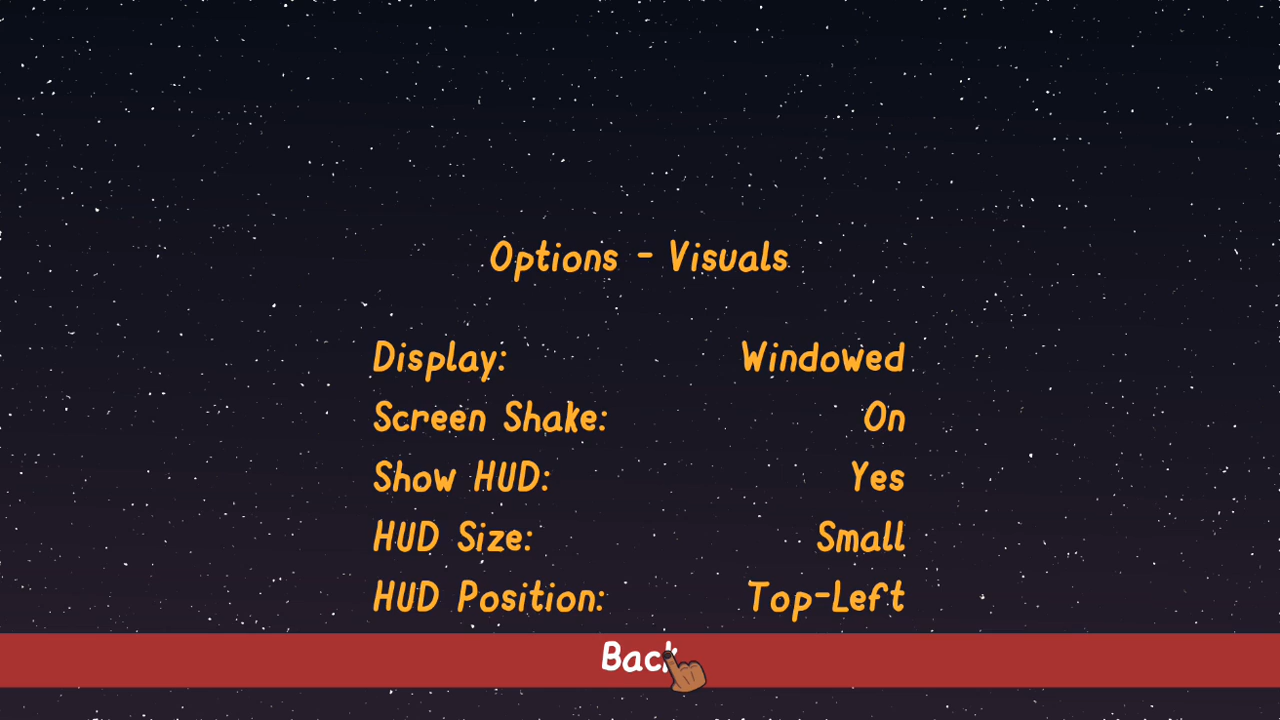 Options - Visuals
Display: Windowed
Screen Shake: On
Show HUD: Yes
HUD Size: Small
HUD Position: Top-Left
Back